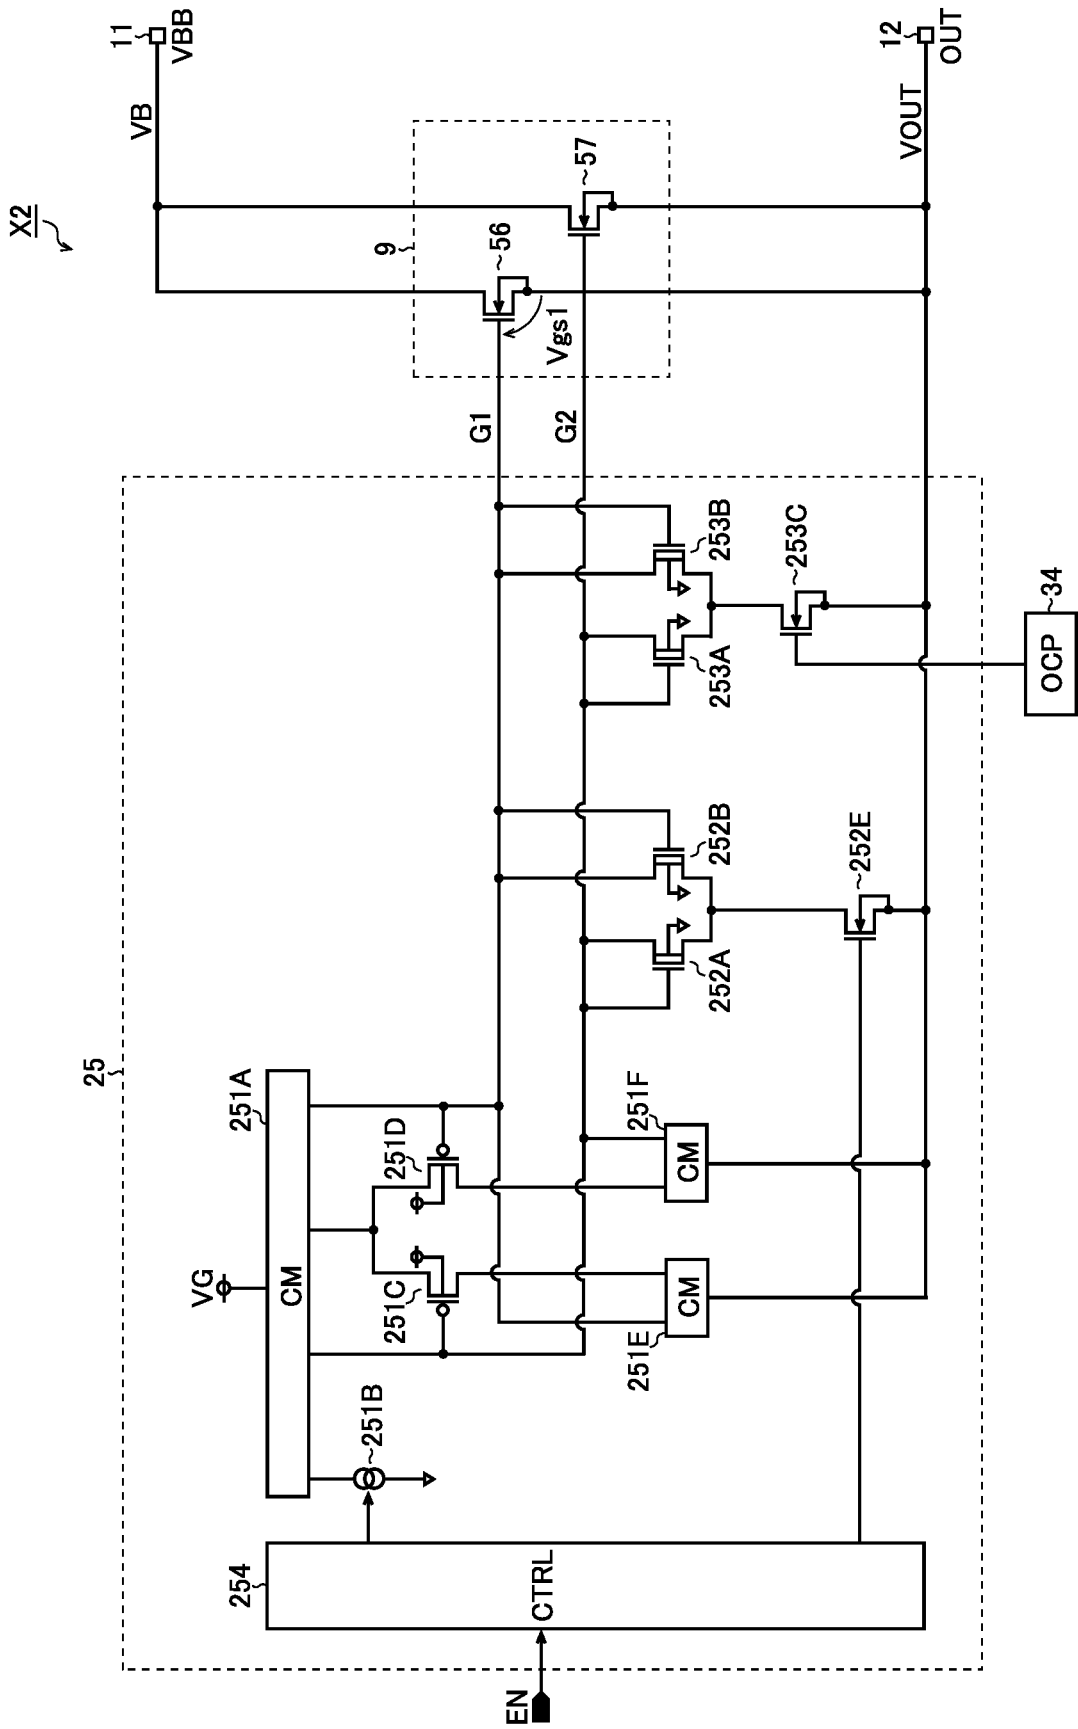 X2
11
VBB
VB
12
OUT
VOUT
9
56
57
Vgs1
G1
G2
25
253A
253B
253C
34
OCP
252A
252B
252E
251A
CM
VG
251B
251C
251D
251E
CM
251F
CM
254
CTRL
EN